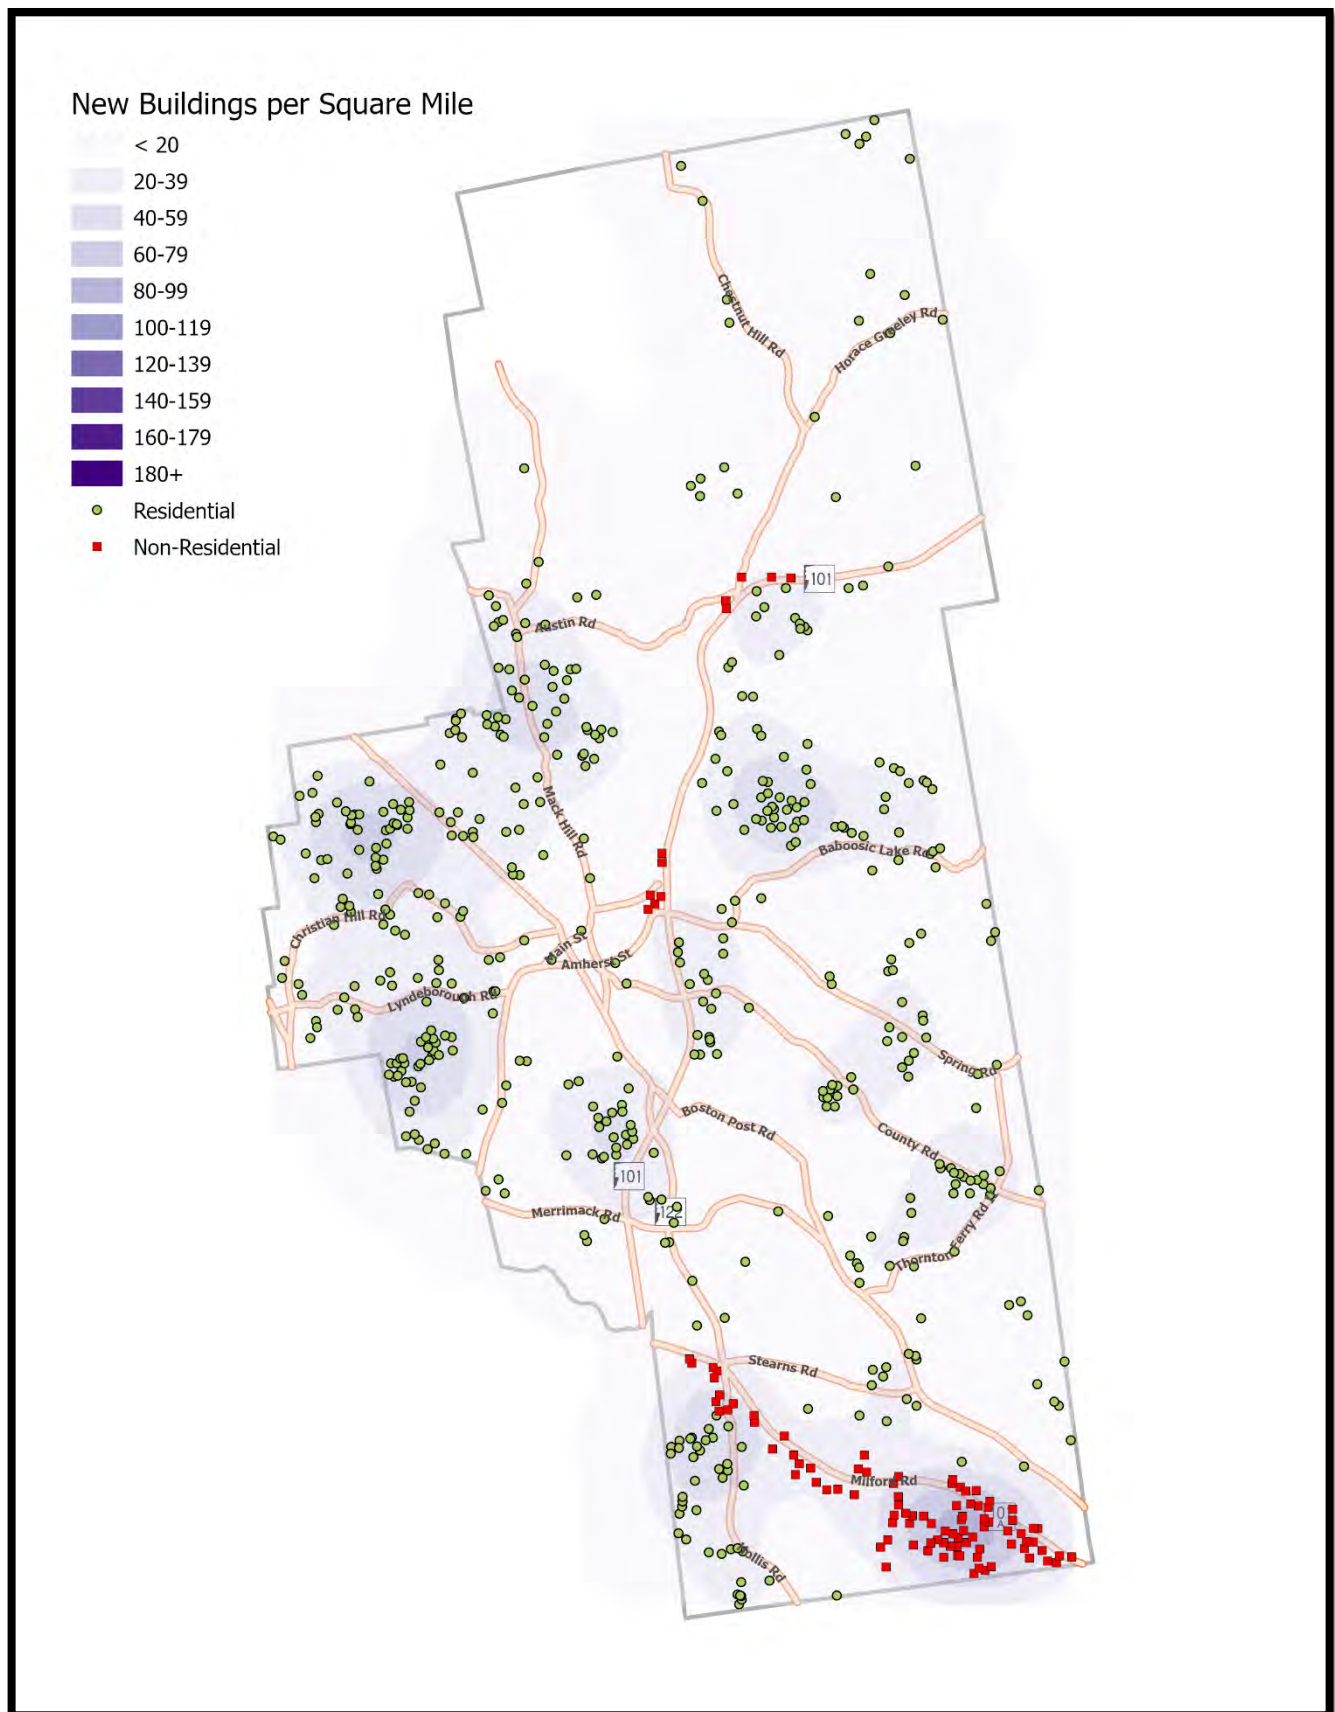 New Buildings per Square Mile
< 20
20-39
40-59
60-79
80-99
100-119
120-139
140-159
160-179
180+
Residential
Non-Residential
Chestnut Hill Rd
Horace Greeley Rd
101
Austin Rd
Mack Hill Rd
Baboosic Lake Rd
Christian Hill Rd
Main St
Amherst St
Lyndeborough Rd
Spring Rd
Boston Post Rd
County Rd
101
122
Merrimack Rd
Thornton Ferry Rd
Stearns Rd
Milford Rd
Hollis Rd